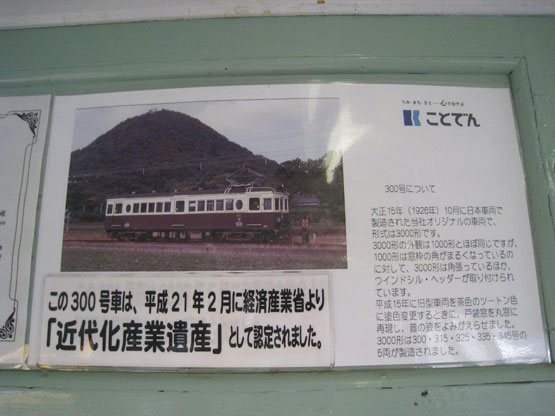 ことでん
300号について
大正15年（1926年）10月に日本車両で
製造された当社オリジナルの車両で、
形式は3000形です。
3000形の外観は1000形とほぼ同じですが、
1000形は窓枠の角がまるくなっているの
に対して、3000形は角張っているほか、
ウインドシル・ヘッダーが取り付けられ
ています。
平成15年に旧型車両を茶色のツートン色
に塗色変更するときに、戸袋窓を丸窓に
再現し、昔の姿をよみがえらせました。
3000形は300・315・325・335・345号の
5両が製造されました。
この300号車は、平成21年2月に経済産業省より
「近代化産業遺産」として認定されました。